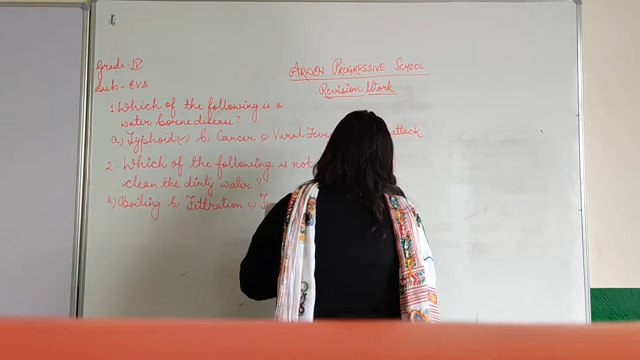 Grade-IV
Sub- EVS
ARDEN PROGRESSIVE SCHOOL
Revision Work
1. Which of the following is a
water borne disease?
a) Typhoid(✓) b) Cancer c) Viral Fever attack
2. Which of the following is not
clean the dirty water?
a) Boiling b) Filtration c)